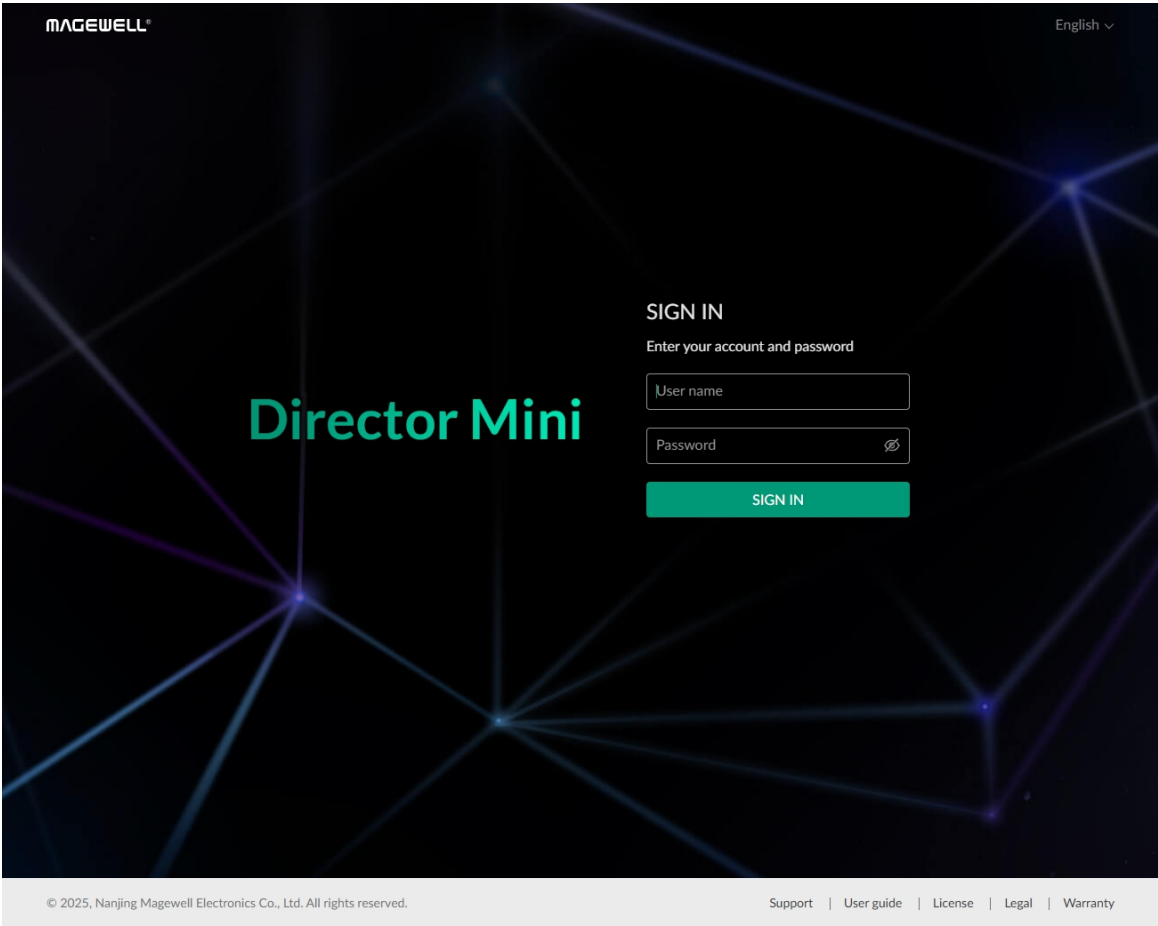 MAGEWELL®
English
SIGN IN
Enter your account and password
User name
Director Mini
Password
SIGN IN
© 2025, Nanjing Magewell Electronics Co., Ltd. All rights reserved.
Support | User guide | License | Legal | Warranty